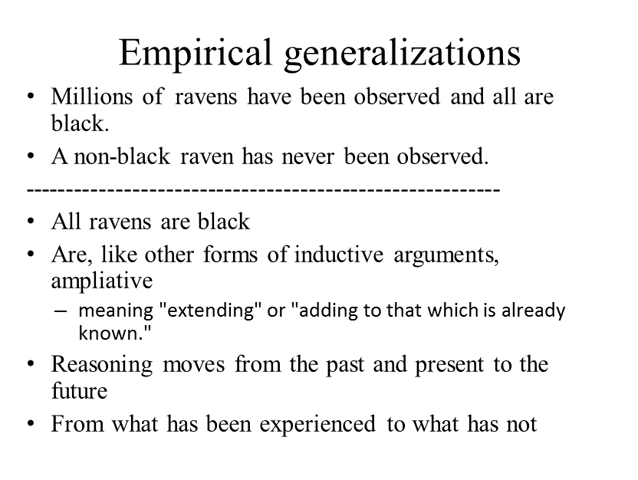 Empirical generalizations
• Millions of ravens have been observed and all are
black.
• A non-black raven has never been observed.
-------------------------------------------------------------
• All ravens are black
• Are, like other forms of inductive arguments,
ampliative
– meaning "extending" or "adding to that which is already
known."
• Reasoning moves from the past and present to the
future
• From what has been experienced to what has not